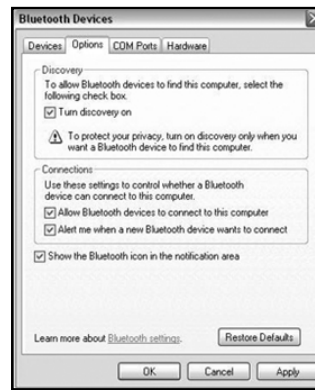 Bluetooth Devices
Devices Options COM Ports Hardware
Discovery
To allow Bluetooth devices to find this computer, select the
following check box.
Turn discovery on
To protect your privacy, turn on discovery only when you
want a Bluetooth device to find this computer.
Connections
Use these settings to control whether a Bluetooth
device can connect to this computer.
Allow Bluetooth devices to connect to this computer
Alert me when a new Bluetooth device wants to connect
Show the Bluetooth icon in the notification area
Learn more about Bluetooth settings. Restore Defaults
OK Cancel Apply